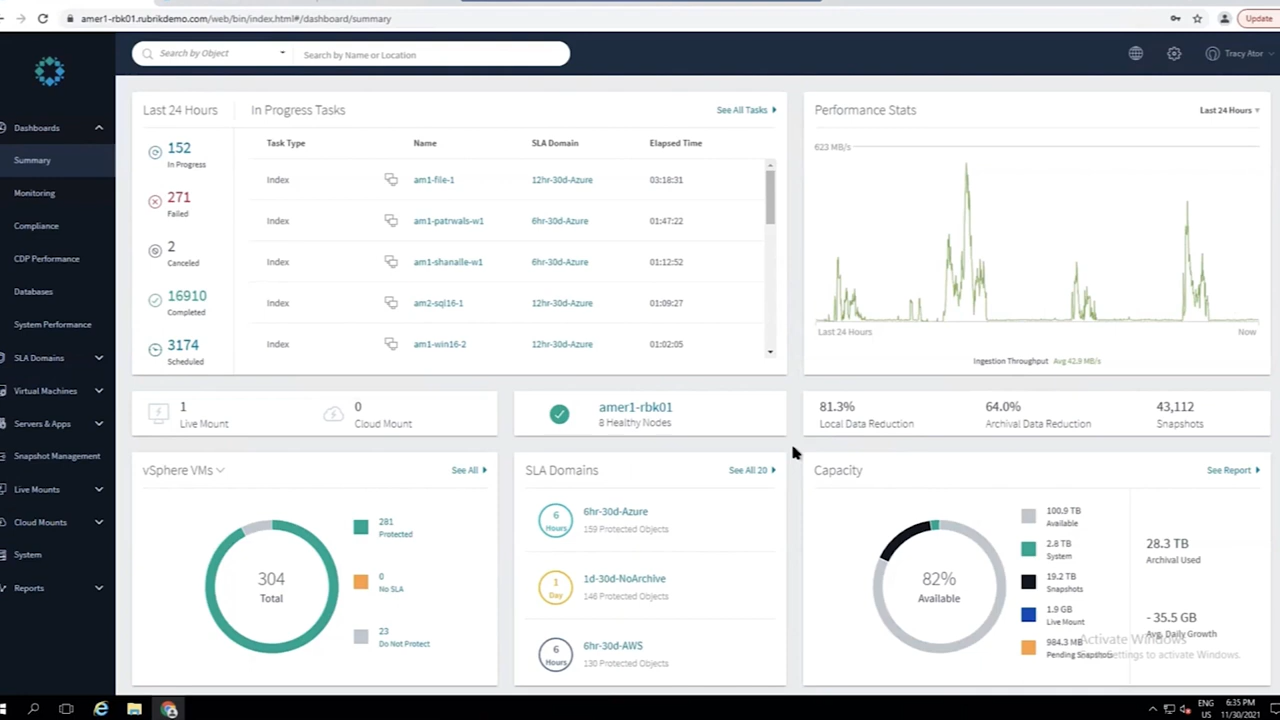 amer1-rbk01.rubrikdemo.com/web/bin/index.html#/dashboard/summary
Update
Search by Object
Search by Name or Location
Tracy Ator
Dashboards
Summary
Monitoring
Compliance
CDP Performance
Databases
System Performance
SLA Domains
Virtual Machines
Servers & Apps
Snapshot Management
Live Mounts
Cloud Mounts
System
Reports
Last 24 Hours
152
In Progress
271
Failed
2
Canceled
16910
Completed
3174
Scheduled
In Progress Tasks
See All Tasks
Task Type Name SLA Domain Elapsed Time
Index am1-file-1 12hr-30d-Azure 03:18:31
Index am1-patrwals-w1 6hr-30d-Azure 01:47:22
Index am1-shanaile-w1 6hr-30d-Azure 01:12:52
Index am2-sql16-1 12hr-30d-Azure 01:09:27
Index am1-win16-2 12hr-30d-Azure 01:02:05
Performance Stats
Last 24 Hours
623 MB/s
Last 24 Hours
Now
Ingestion Throughput Avg 42.9 MB/s
1
Live Mount
0
Cloud Mount
amer1-rbk01
8 Healthy Nodes
81.3%
Local Data Reduction
64.0%
Archival Data Reduction
43,112
Snapshots
vSphere VMs
See All
304
Total
281
Protected
0
No SLA
23
Do Not Protect
SLA Domains
See All 20
6
Hours
6hr-30d-Azure
159 Protected Objects
1
Day
1d-30d-NoArchive
146 Protected Objects
6
Hours
6hr-30d-AWS
130 Protected Objects
Capacity
See Report
82%
Available
100.9 TB
Available
2.8 TB
System
19.2 TB
Snapshots
1.9 GB
Live Mount
984.3 MB
Pending Snapshots
28.3 TB
Archival Used
- 35.5 GB
Avg. Daily Growth
Activate Windows
Settings to activate Windows.
ENG
US
6:35 PM
11/30/2021